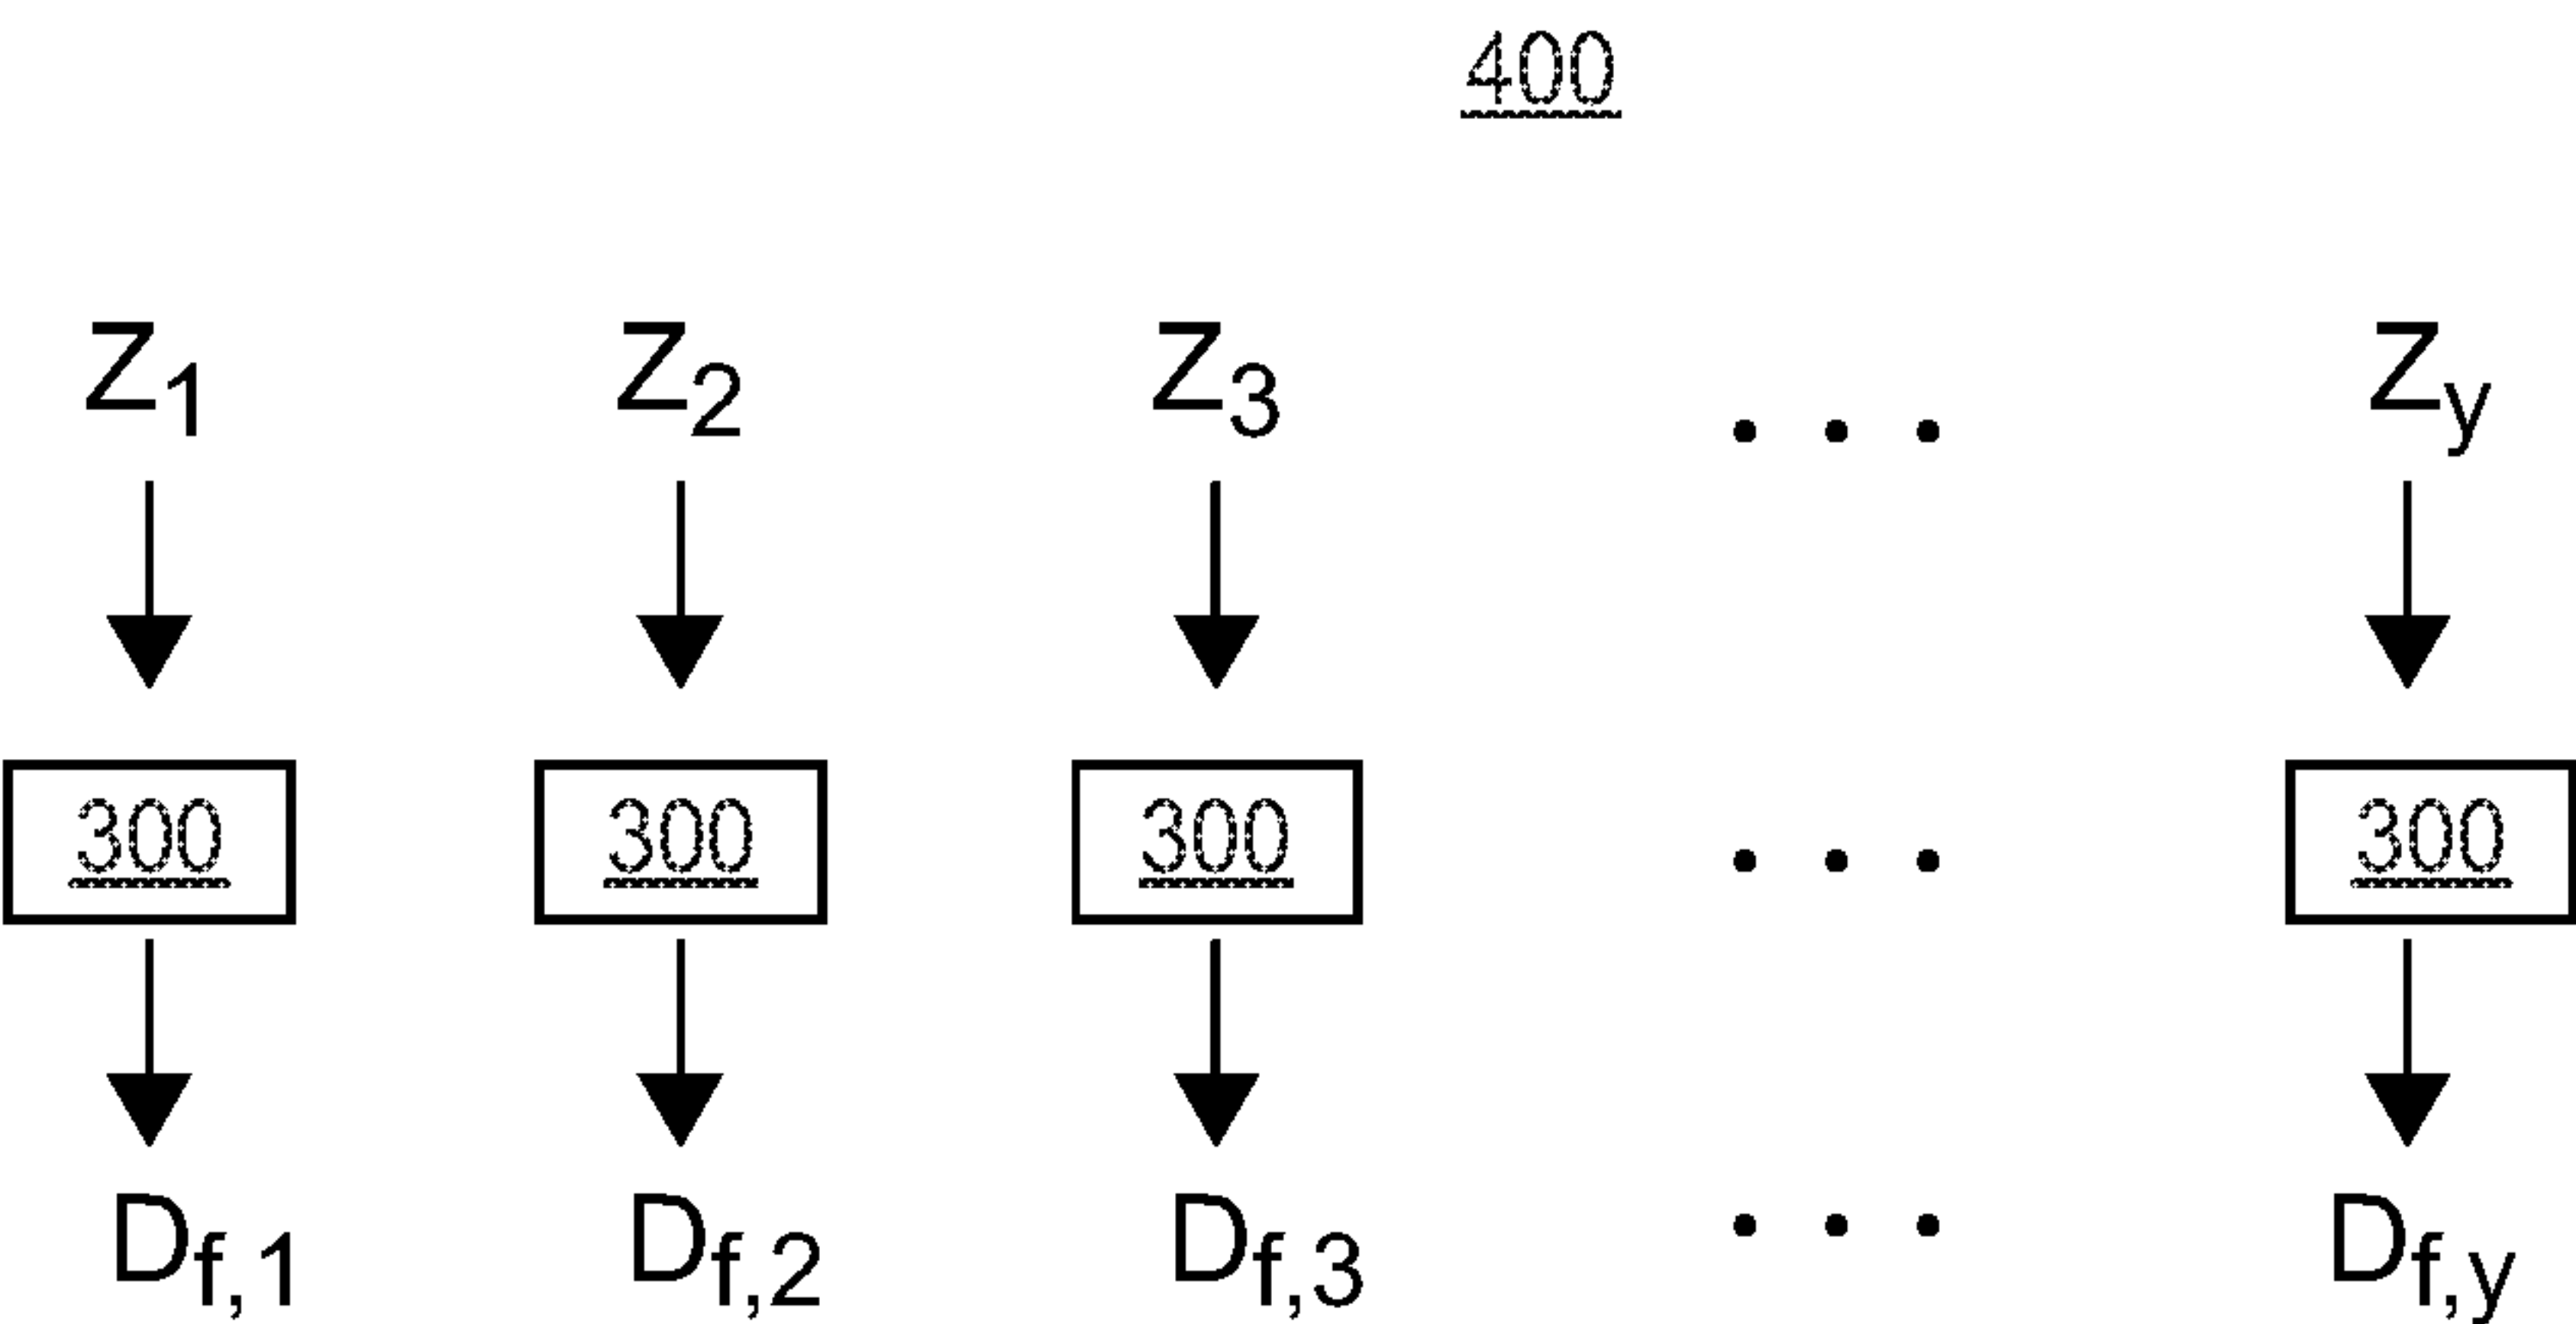 400
Z1 Z2 Z3 . . . Zy
300 300 300 . . . 300
Df,1 Df,2 Df,3 . . . Df,y